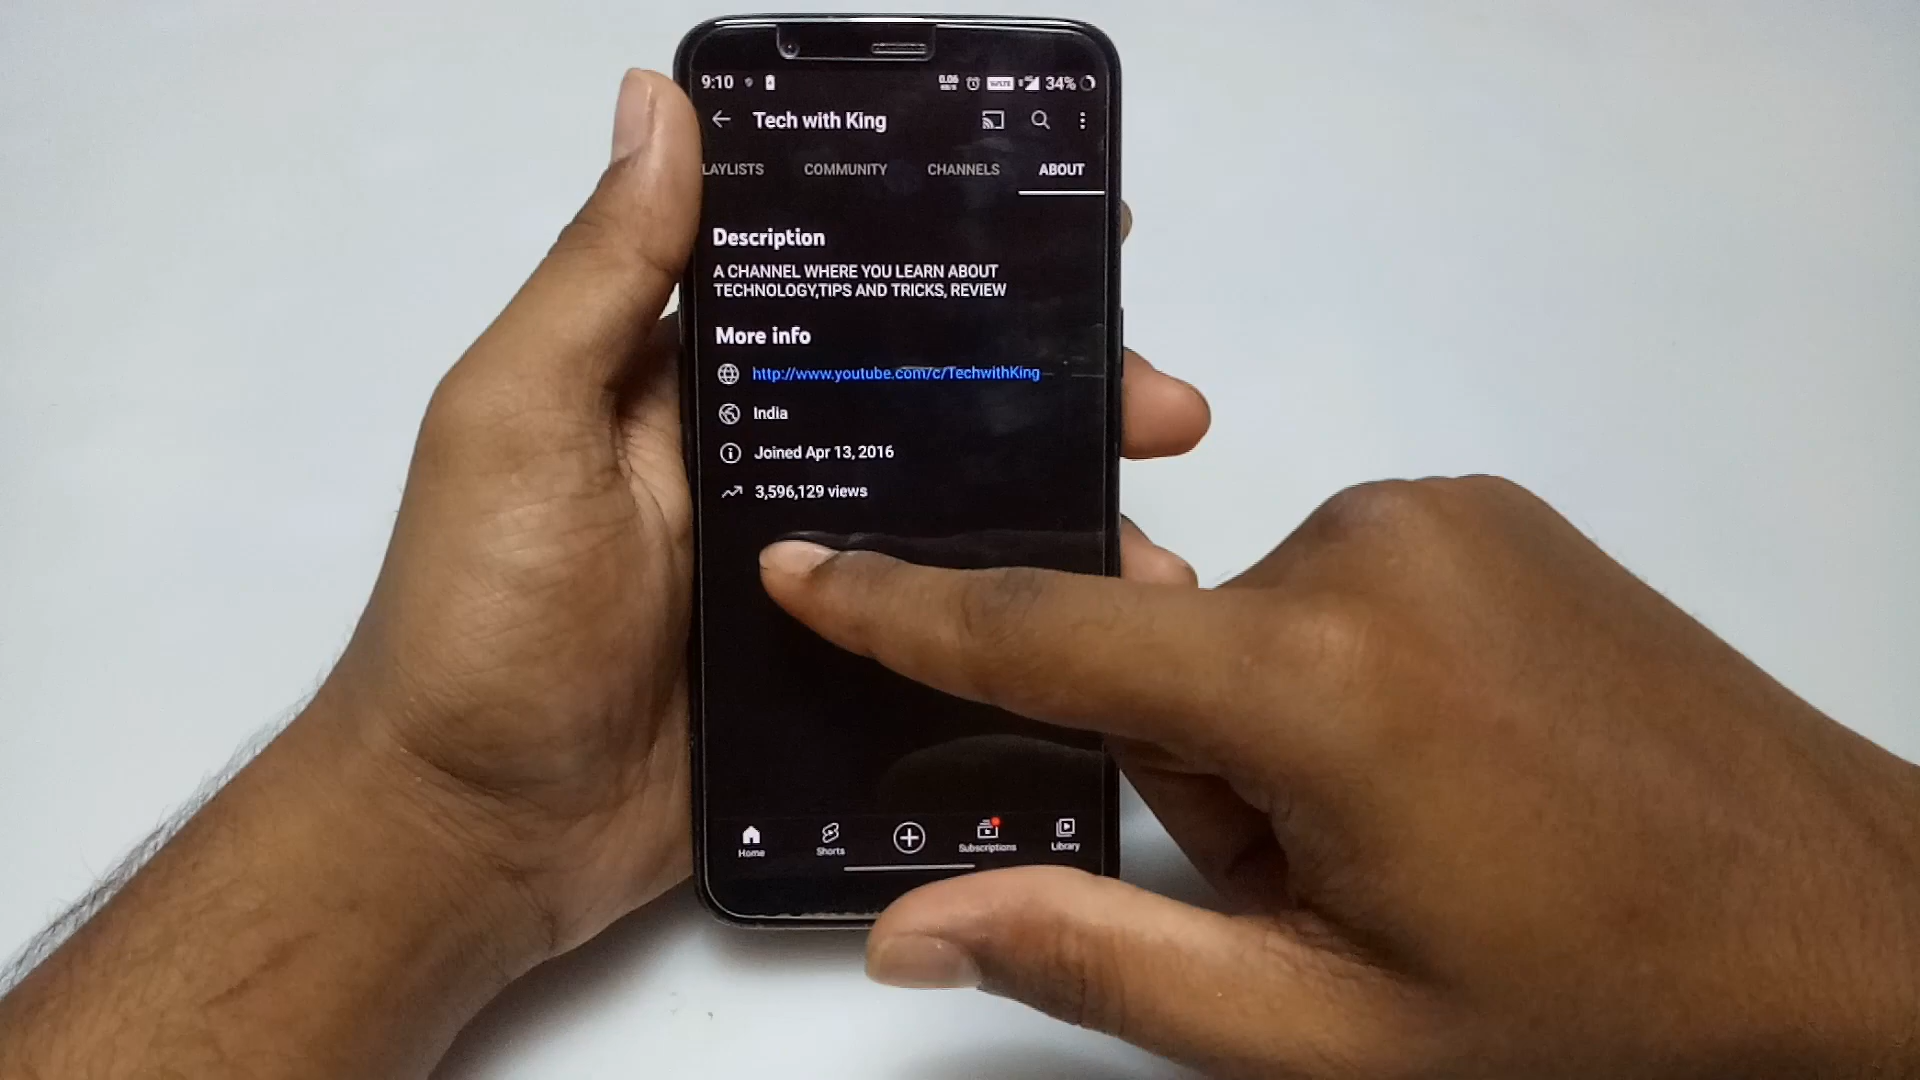 9:10 34%
Tech with King
LAYLISTS COMMUNITY CHANNELS ABOUT
Description
A CHANNEL WHERE YOU LEARN ABOUT
TECHNOLOGY,TIPS AND TRICKS, REVIEW
More info
http://www.youtube.com/c/TechwithKing
India
Joined Apr 13, 2016
3,596,129 views
Home Shorts Subscriptions Library